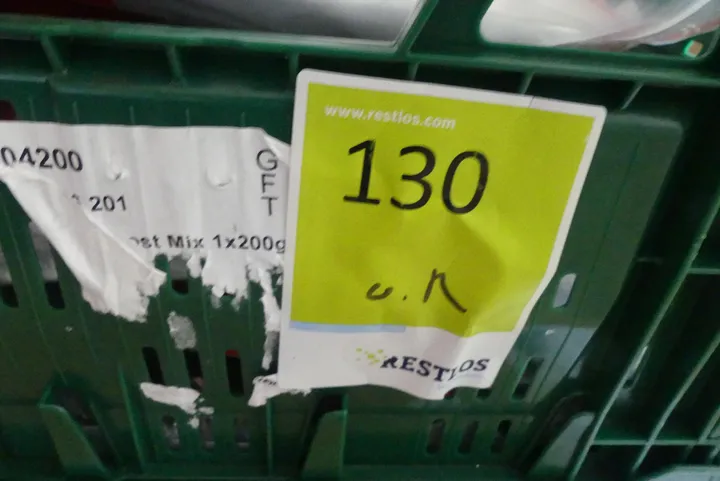 04200
GFT
201
ost Mix 1x200g
www.restlos.com
130
u.R
RESTLOS